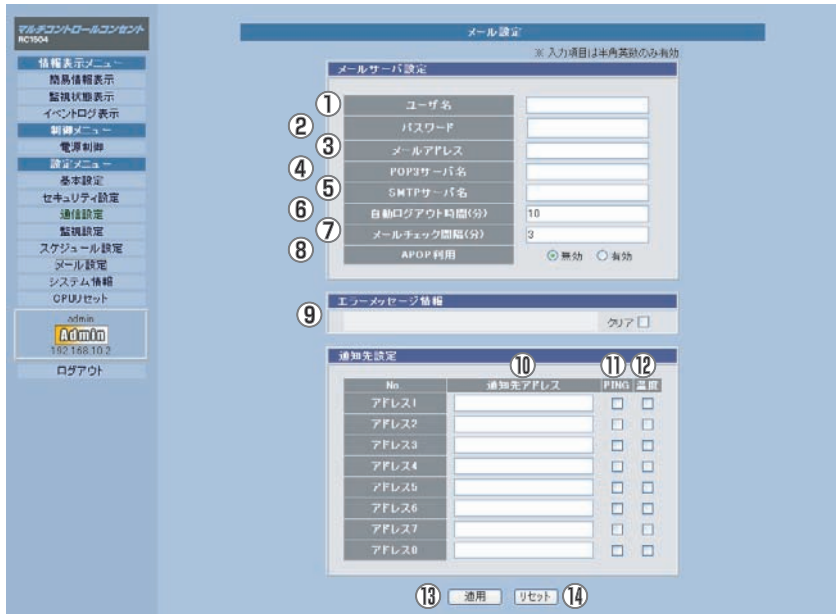 マルチコントロールコンセント
RC1504
情報表示メニュー
簡易情報表示
監視状態表示
イベントログ表示
制御メニュー
電源制御
設定メニュー
基本設定
セキュリティ設定
通信設定
監視設定
スケジュール設定
メール設定
システム情報
CPUリセット
admin
Admin
192.168.10.2
ログアウト
メール設定
※ 入力項目は半角英数のみ有効
メールサーバ設定
① ユーザ名
② パスワード
③ メールアドレス
④ POP3サーバ名
⑤ SMTPサーバ名
⑥ 自動ログアウト時間(分) 10
⑦ メールチェック間隔(分) 3
⑧ APOP利用 無効 有効
エラーメッセージ情報
⑨ クリア
通知先設定
⑩ ⑪ ⑫
No. 通知先アドレス PING 温度
アドレス1
アドレス2
アドレス3
アドレス4
アドレス5
アドレス6
アドレス7
アドレス8
⑬ 適用 リセット ⑭